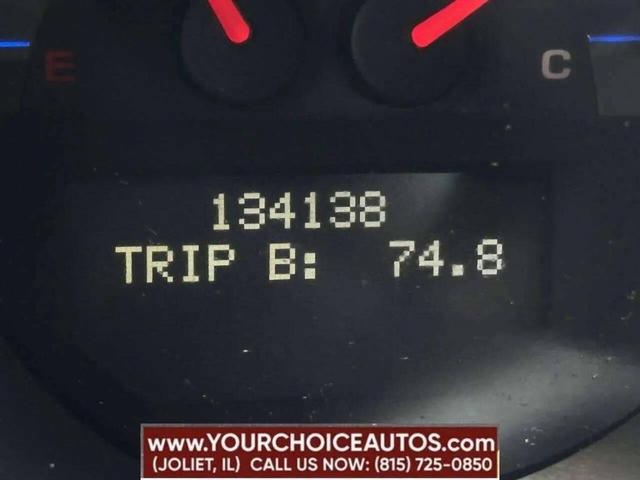 E C
134138
TRIP B: 74.8
www.YOURCHOICEAUTOS.com
(JOLIET, IL) CALL US NOW: (815) 725-0850